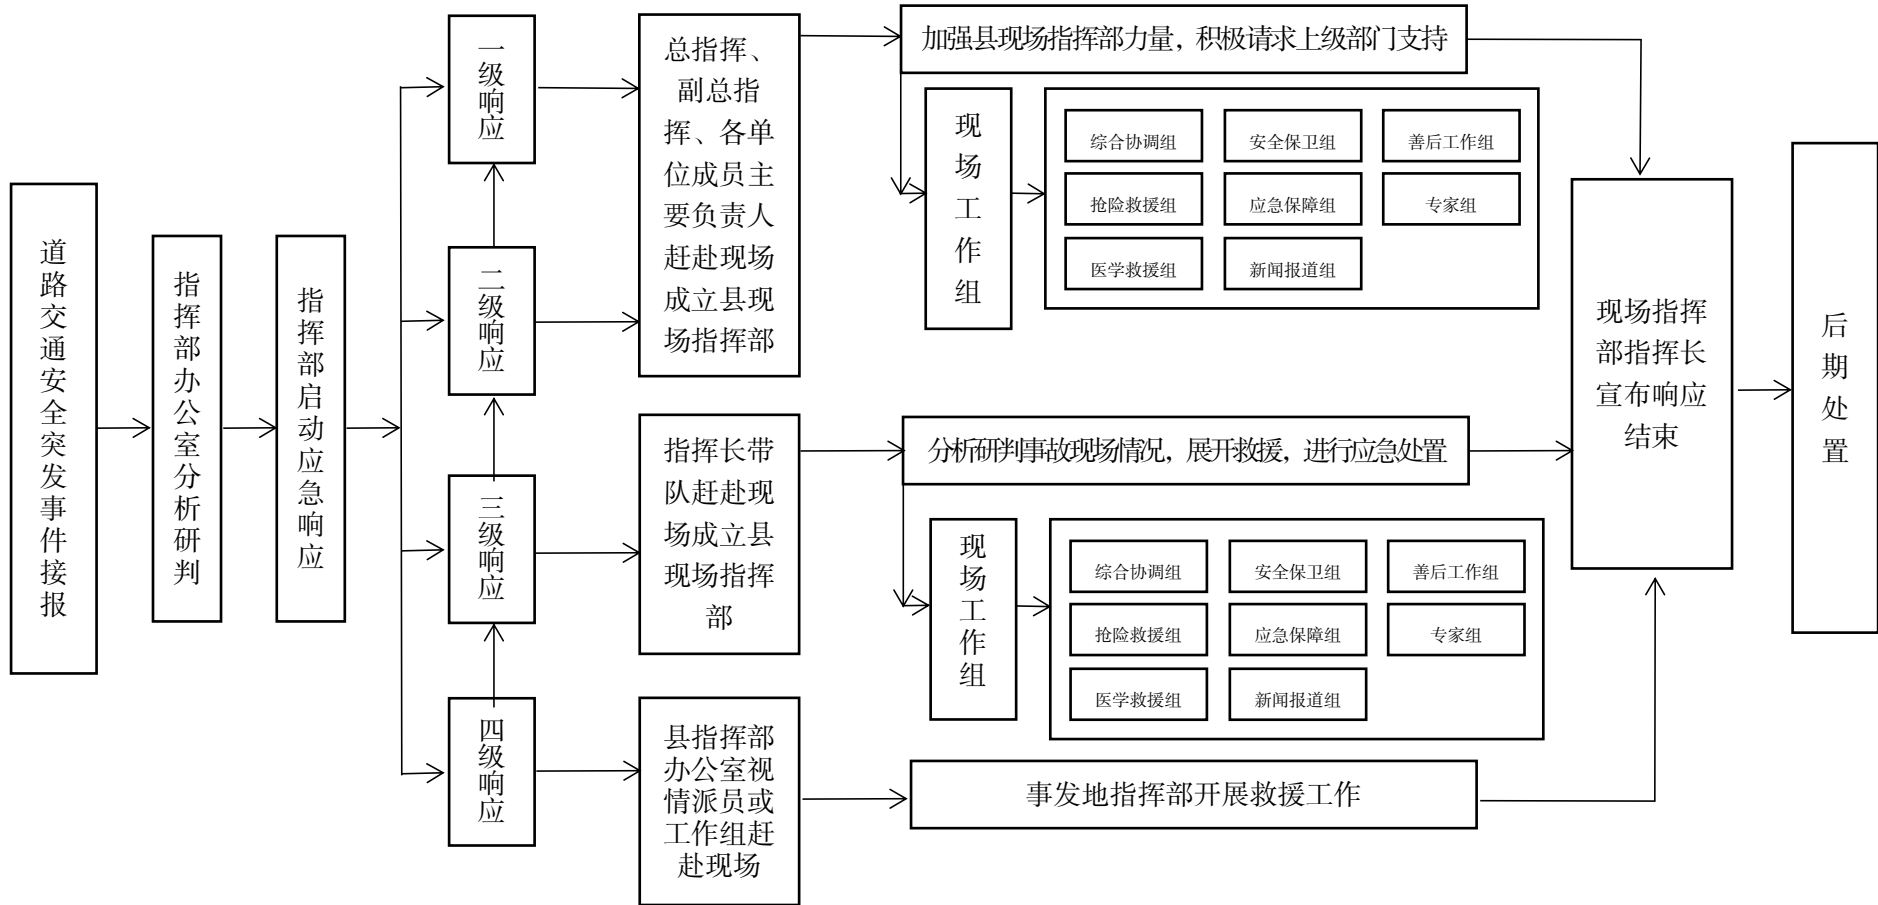 道路交通安全突发事件接报
指挥部办公室分析研判
指挥部启动应急响应
一级响应
二级响应
三级响应
四级响应
总指挥、
副总指
挥、各单
位成员主
要负责人
赶赴现场
成立县现
场指挥部
指挥长带
队赶赴现
场成立县
现场指挥
部
县指挥部
办公室视
情派员或
工作组赶
赴现场
加强县现场指挥部力量，积极请求上级部门支持
现场工作组
综合协调组
安全保卫组
善后工作组
抢险救援组
应急保障组
专家组
医学救援组
新闻报道组
分析研判事故现场情况，展开救援，进行应急处置
现场工作组
综合协调组
安全保卫组
善后工作组
抢险救援组
应急保障组
专家组
医学救援组
新闻报道组
事发地指挥部开展救援工作
现场指挥
部指挥长
宣布响应
结束
后期处置